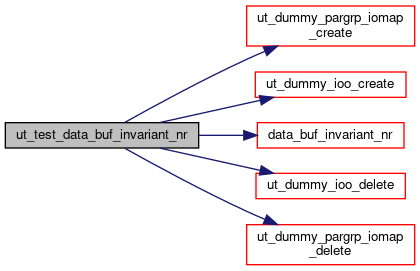 ut_dummy_pargrp_iomap
_create
ut_dummy_ioo_create
ut_test_data_buf_invariant_nr
data_buf_invariant_nr
ut_dummy_ioo_delete
ut_dummy_pargrp_iomap
_delete